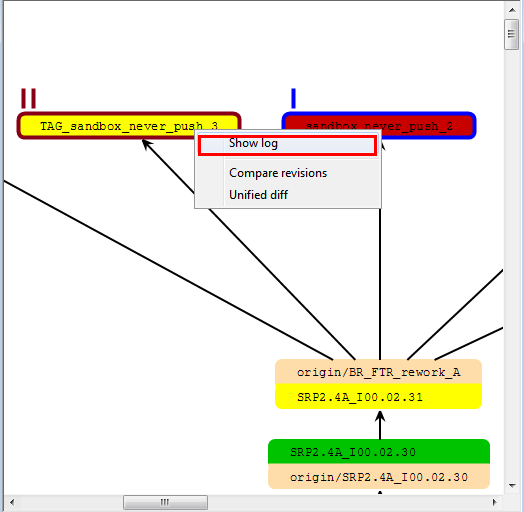 TAG_sandbox_never_push_3
sandbox_never_push_2
Show log
Compare revisions
Unified diff
origin/BR_FTR_rework_A
SRP2.4A_I00.02.31
SRP2.4A_I00.02.30
origin/SRP2.4A_I00.02.30